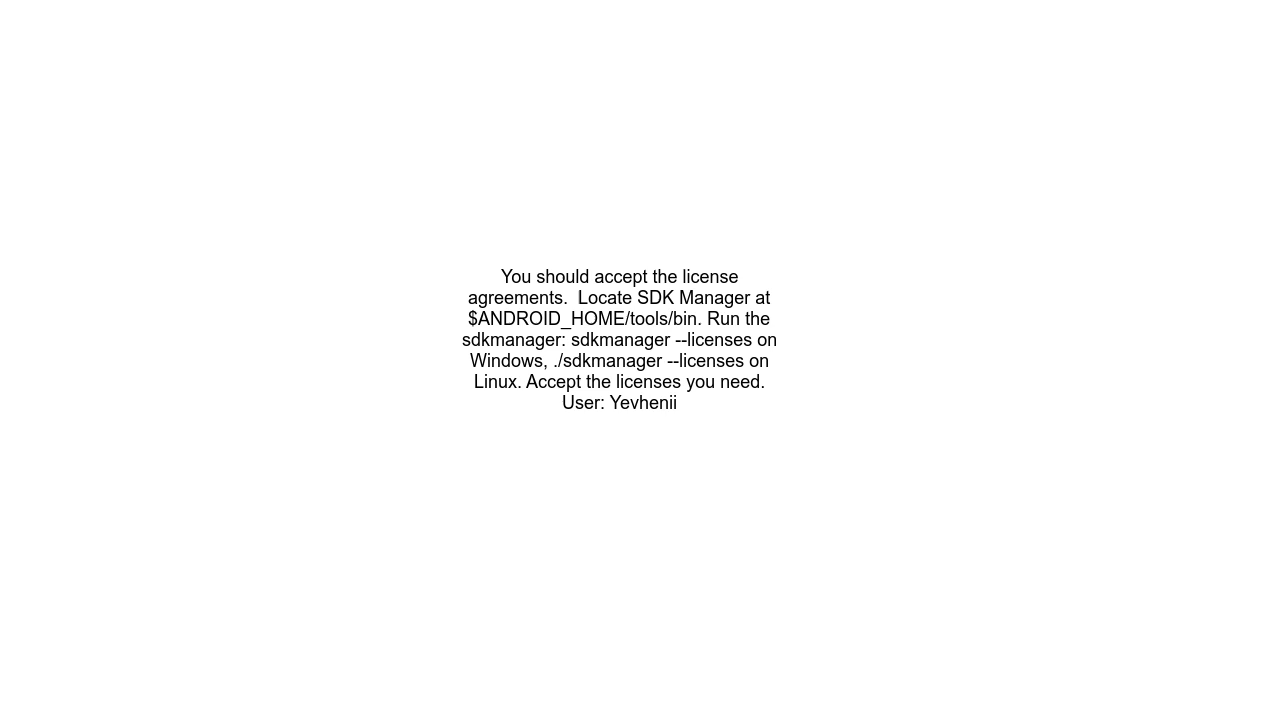 You should accept the license
agreements.  Locate SDK Manager at
$ANDROID_HOME/tools/bin. Run the
sdkmanager: sdkmanager --licenses on
Windows, ./sdkmanager --licenses on
Linux. Accept the licenses you need.
User: Yevhenii